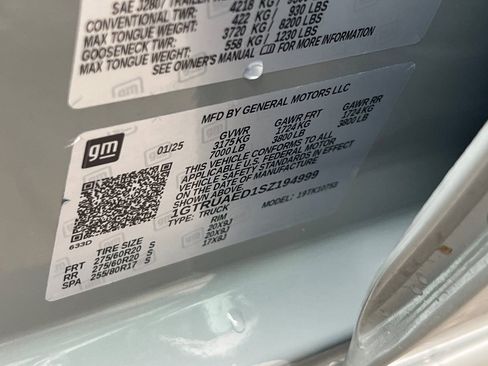 SAE J2807 TRAILER
CONVENTIONAL TWR: 4218 KG
MAX TONGUE WEIGHT: 422 KG / 930 LBS
GOOSENECK TWR: 3720 KG / 8200 LBS
MAX TONGUE WEIGHT: 558 KG / 1230 LBS
SEE OWNER'S MANUAL FOR MORE INFORMATION
gm
MFD BY GENERAL MOTORS LLC
01/25 GVWR GAWR FRT GAWR RR
3175 KG 1724 KG 1724 KG
7000 LB 3800 LB 3800 LB
THIS VEHICLE CONFORMS TO ALL
APPLICABLE U.S. FEDERAL MOTOR
VEHICLE SAFETY STANDARDS IN EFFECT
ON THE DATE OF MANUFACTURE
SHOWN ABOVE.
1GTRUAED1SZ194999
TYPE: TRUCK MODEL: 19TK10753
633D
TIRE SIZE RIM
FRT 275/60R20 S 20X9J
RR 275/60R20 S 20X9J
SPA 255/80R17 S 17X8J